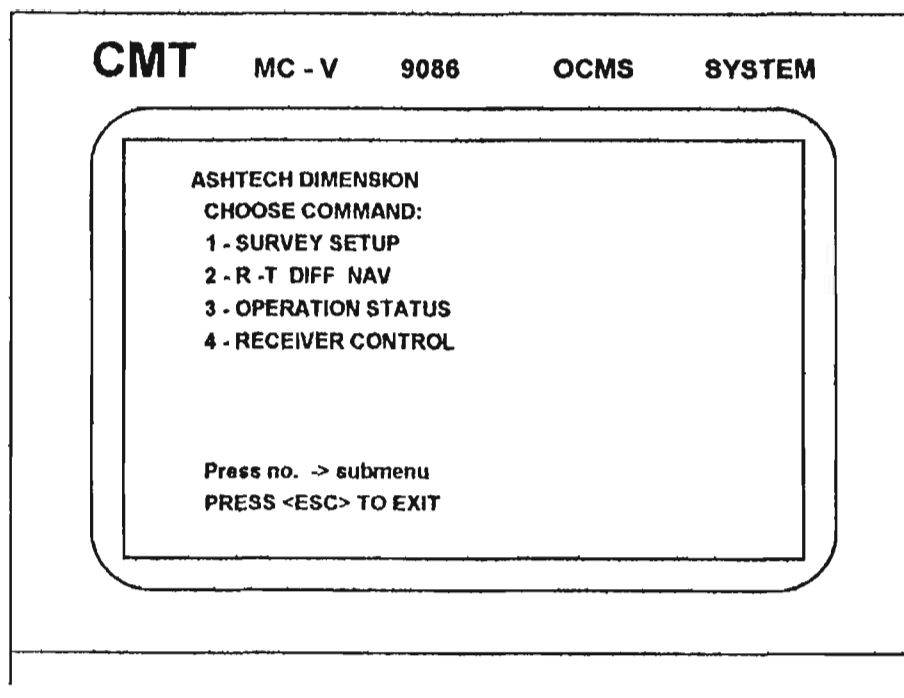 CMT MC - V 9086 OCMS SYSTEM
ASHTECH DIMENSION
CHOOSE COMMAND:
1 - SURVEY SETUP
2 - R -T DIFF NAV
3 - OPERATION STATUS
4 - RECEIVER CONTROL
Press no. -> submenu
PRESS <ESC> TO EXIT